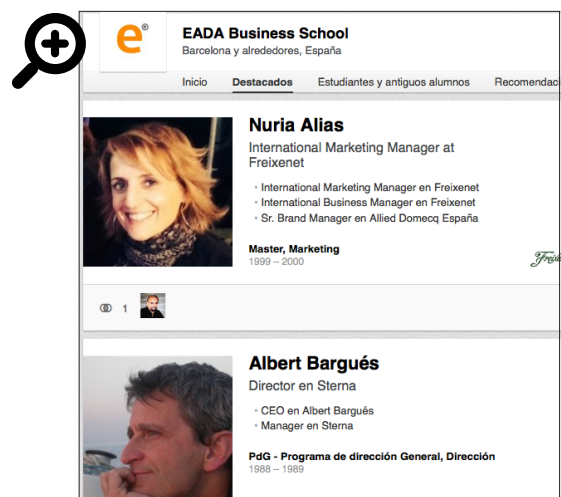 e®
EADA Business School
Barcelona y alrededores, España
Inicio Destacados Estudiantes y antiguos alumnos
Nuria Alias
International Marketing Manager at
Freixenet
• International Marketing Manager en Freixenet
• International Business Manager en Freixenet
• Sr. Brand Manager en Allied Domecq España
Master, Marketing
1999 – 2000
1
Albert Bargués
Director en Sterna
• CEO en Albert Bargués
• Manager en Sterna
PdG - Programa de dirección General, Dirección
1988 – 1989